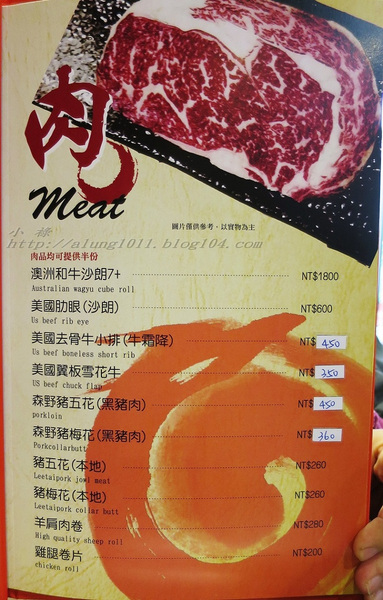 肉
Meat
圖片僅供參考、以實物為主
小祿
http://alung1011.blog104.com
肉品均可提供半份
澳洲和牛沙朗7+ NT$1800
Australian wagyu cube roll
美國肋眼(沙朗) NT$600
Us beef rib eye
美國去骨牛小排(牛霜降) NT$ 450
Us beef boneless short rib
美國翼板雪花牛 NT$ 350
US beef chuck flap
森野豬五花(黑豬肉) NT$ 450
porkloin
森野豬梅花(黑豬肉) NT$ 360
Porkcollarbutt
豬五花(本地) NT$260
Leetaipork jowl meat
豬梅花(本地) NT$260
Leetaipork collar butt
羊肩肉卷 NT$280
High quality sheep roll
雞腿卷片 NT$200
chicken roll